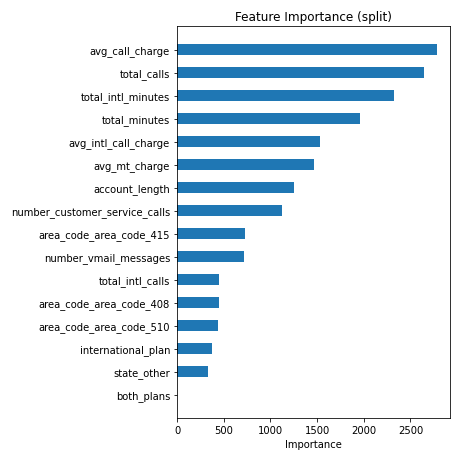 Feature Importance (split)
avg_call_charge
total_calls
total_intl_minutes
total_minutes
avg_intl_call_charge
avg_mt_charge
account_length
number_customer_service_calls
area_code_area_code_415
number_vmail_messages
total_intl_calls
area_code_area_code_408
area_code_area_code_510
international_plan
state_other
both_plans
0 500 1000 1500 2000 2500
Importance